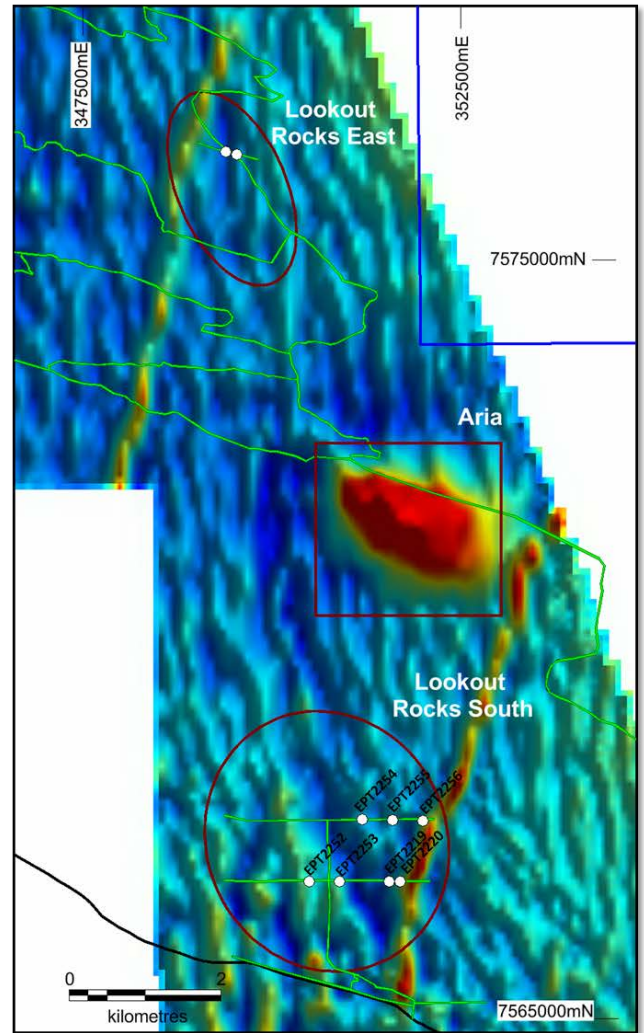 347500mE
352500mE
Lookout
Rocks East
7575000mN
Aria
Lookout
Rocks South
EPT2254
EPT2255
EPT2256
EPT2252
EPT2253
EPT2219
EPT2220
0 2
kilometres
7565000mN